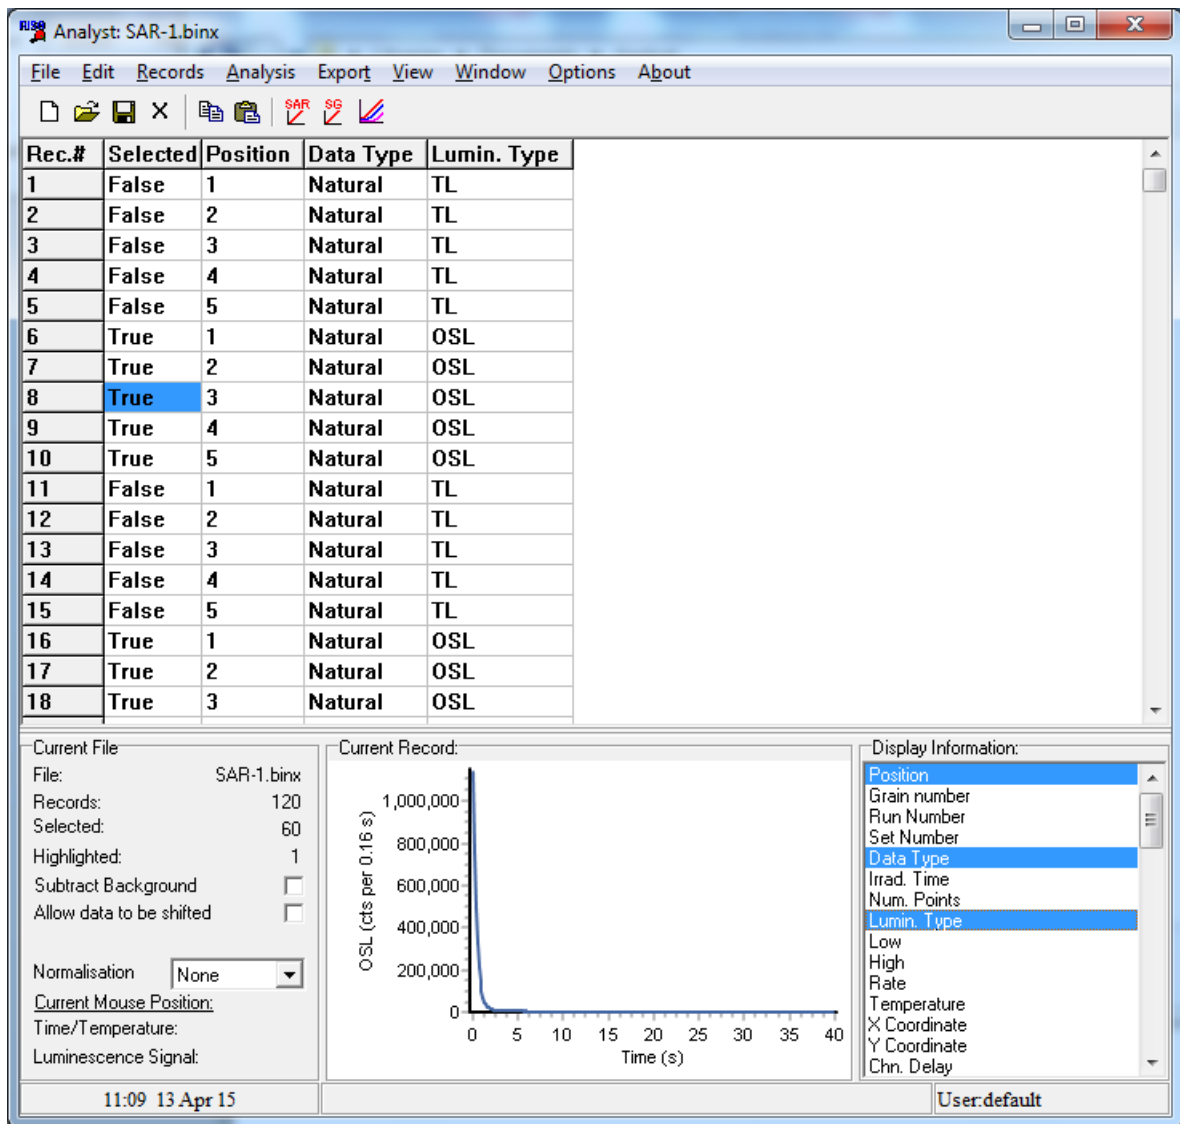 RISØ Analyst: SAR-1.binx
File Edit Records Analysis Export View Window Options About
SAR SG
Rec.# Selected Position Data Type Lumin. Type
1 False 1 Natural TL
2 False 2 Natural TL
3 False 3 Natural TL
4 False 4 Natural TL
5 False 5 Natural TL
6 True 1 Natural OSL
7 True 2 Natural OSL
8 True 3 Natural OSL
9 True 4 Natural OSL
10 True 5 Natural OSL
11 False 1 Natural TL
12 False 2 Natural TL
13 False 3 Natural TL
14 False 4 Natural TL
15 False 5 Natural TL
16 True 1 Natural OSL
17 True 2 Natural OSL
18 True 3 Natural OSL
Current File
File: SAR-1.binx
Records: 120
Selected: 60
Highlighted: 1
Subtract Background
Allow data to be shifted
Normalisation None
Current Mouse Position:
Time/Temperature:
Luminescence Signal:
Current Record:
OSL (cts per 0.16 s)
1,000,000
800,000
600,000
400,000
200,000
0
0 5 10 15 20 25 30 35 40
Time (s)
Display Information:
Position
Grain number
Run Number
Set Number
Data Type
Irrad. Time
Num. Points
Lumin. Type
Low
High
Rate
Temperature
X Coordinate
Y Coordinate
Chn. Delay
11:09 13 Apr 15 User:default